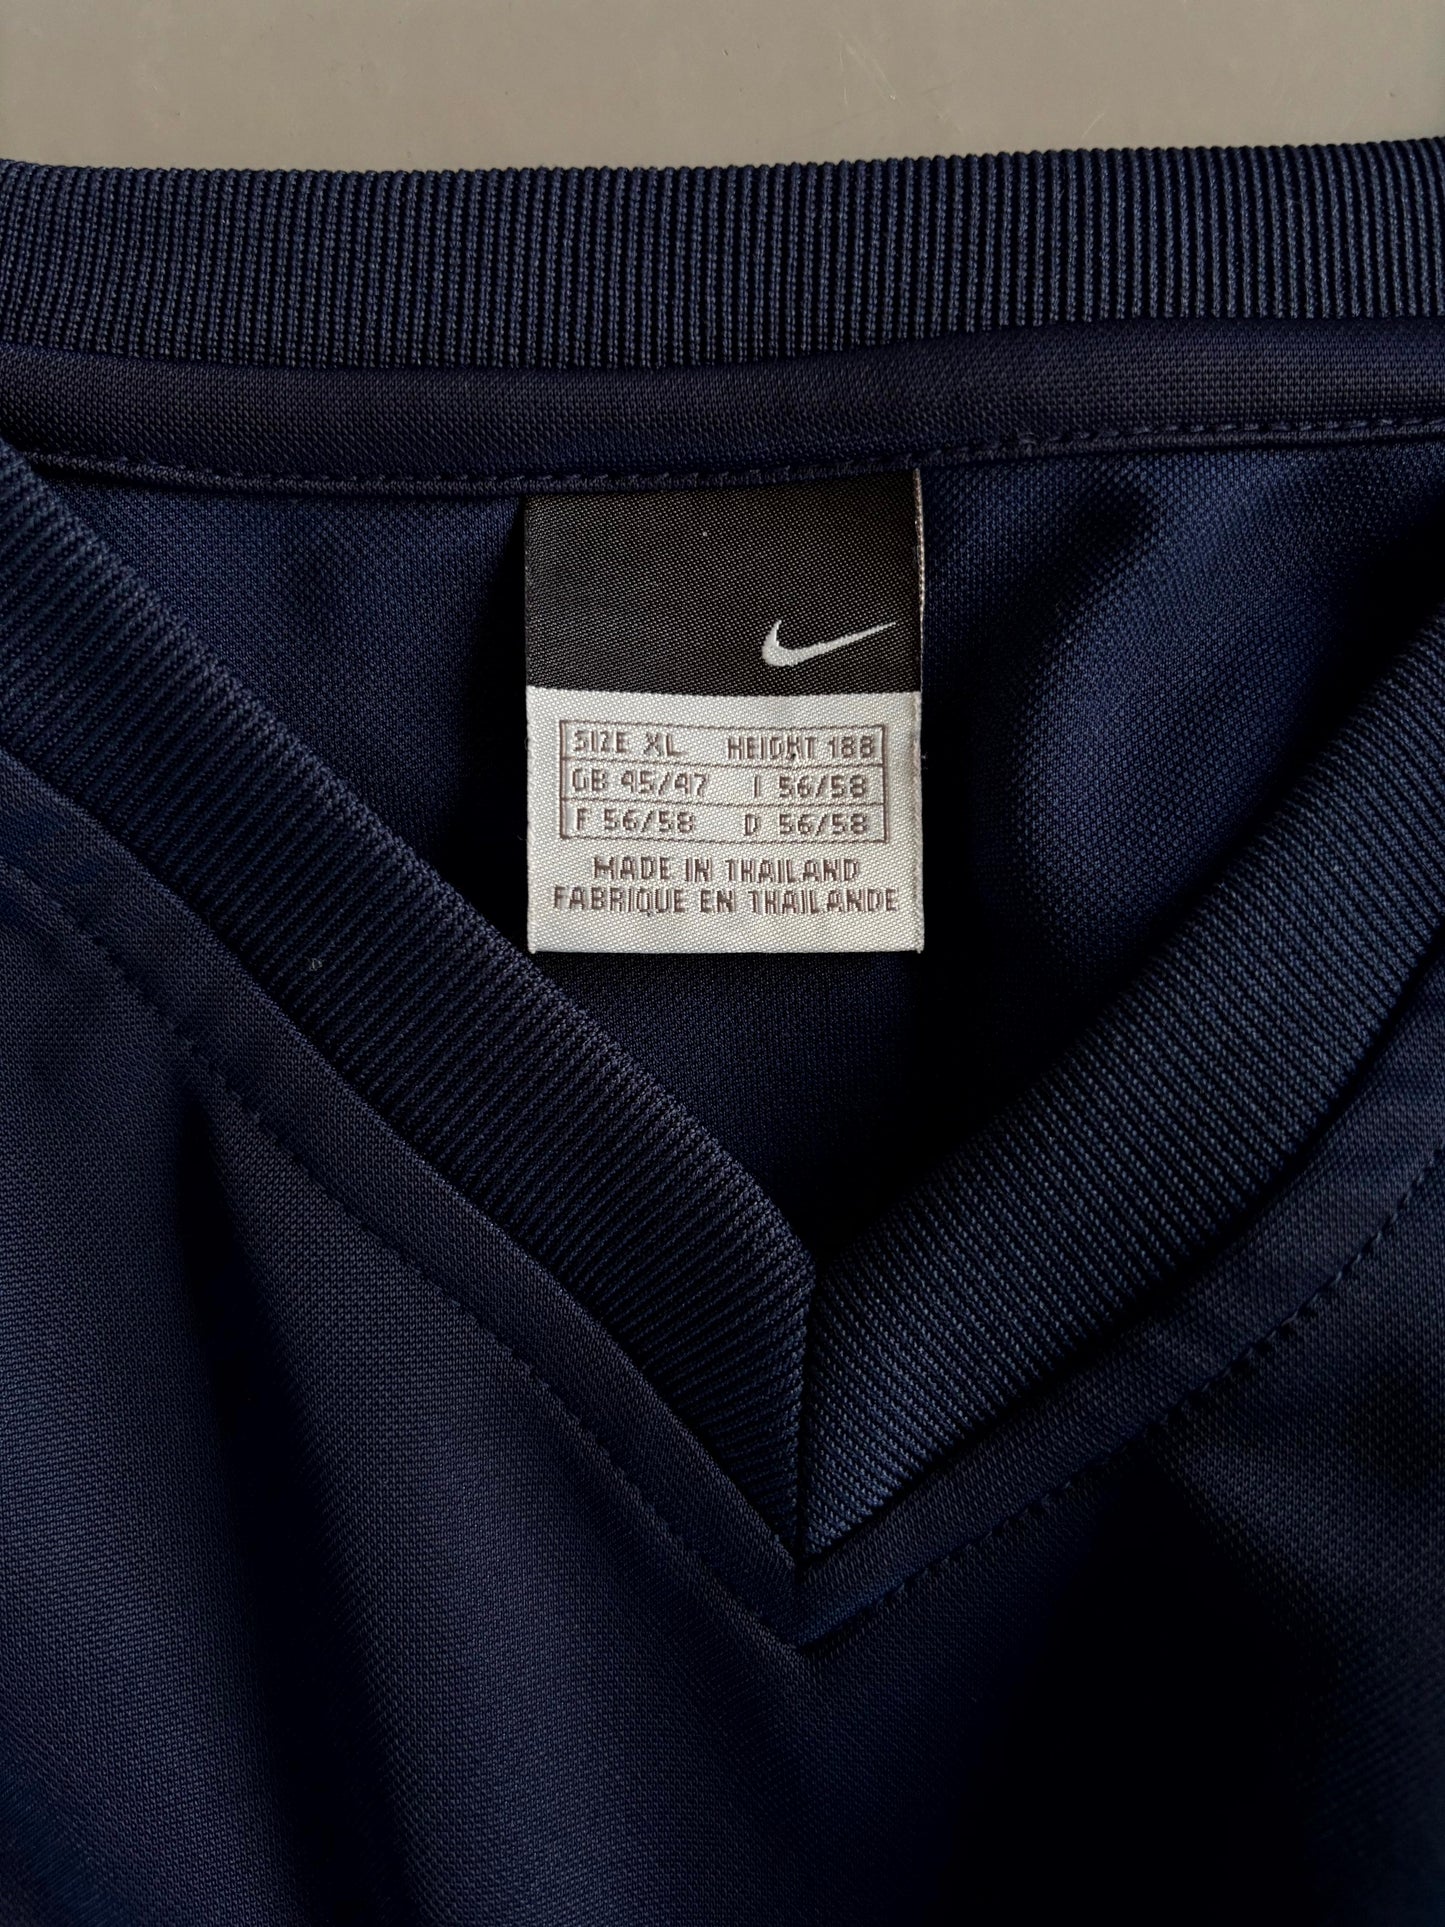 SIZE XL HEIGHT 188
GB 45/47 I 56/58
F 56/58 D 56/58
MADE IN THAILAND
FABRIQUE EN THAILANDE